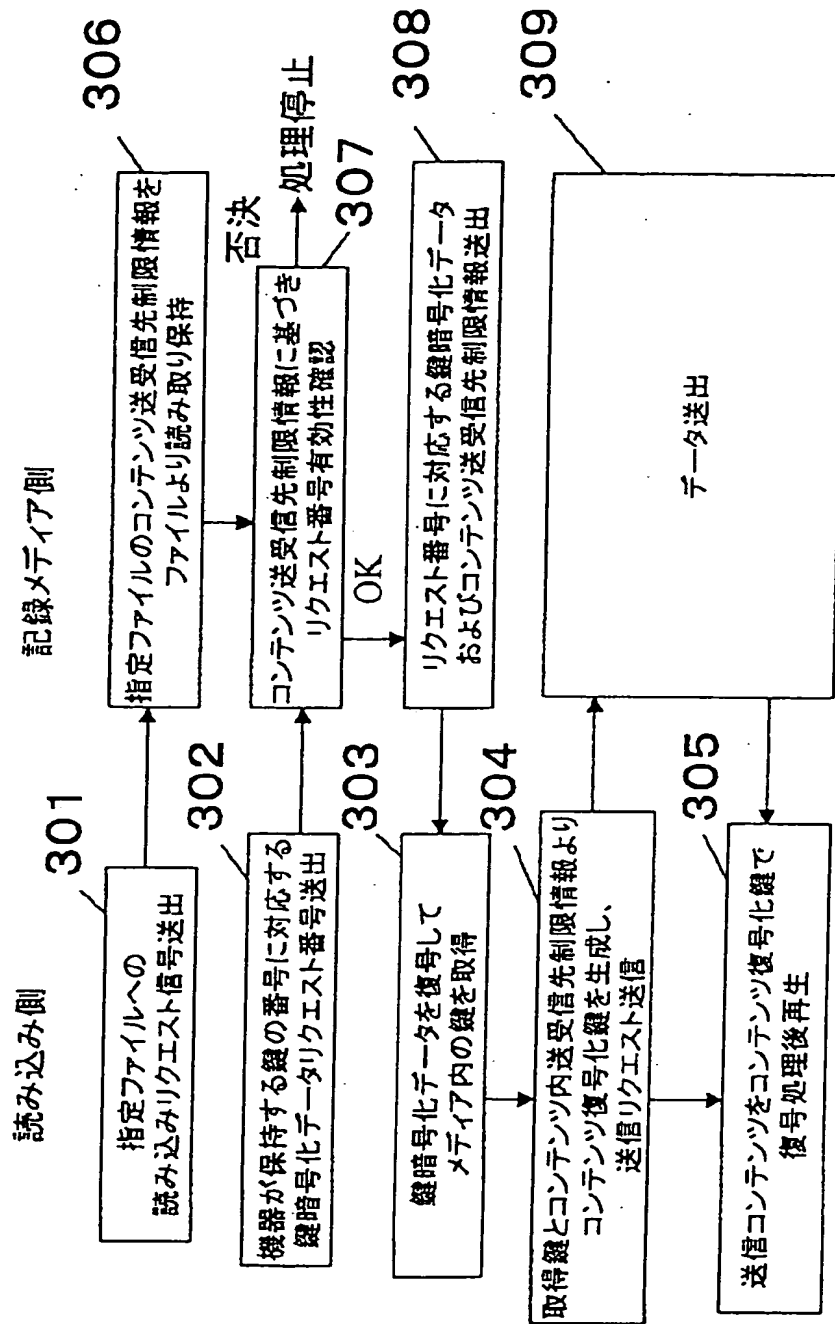 読み込み側
301
指定ファイルへの
読み込みリクエスト信号送出
302
機器が保持する鍵の番号に対応する
鍵暗号化データリクエスト番号送出
303
鍵暗号化データを復号して
メディア内の鍵を取得
304
取得鍵とコンテンツ内送受信先制限情報より
コンテンツ復号化鍵を生成し、
送信リクエスト送信
305
送信コンテンツをコンテンツ復号化鍵で
復号処理後再生
記録メディア側
306
指定ファイルのコンテンツ送受信先制限情報を
ファイルより読み取り保持
否決
処理停止
307
コンテンツ送受信先制限情報に基づき
リクエスト番号有効性確認
OK
308
リクエスト番号に対応する鍵暗号化データ
およびコンテンツ送受信先制限情報送出
309
データ送出